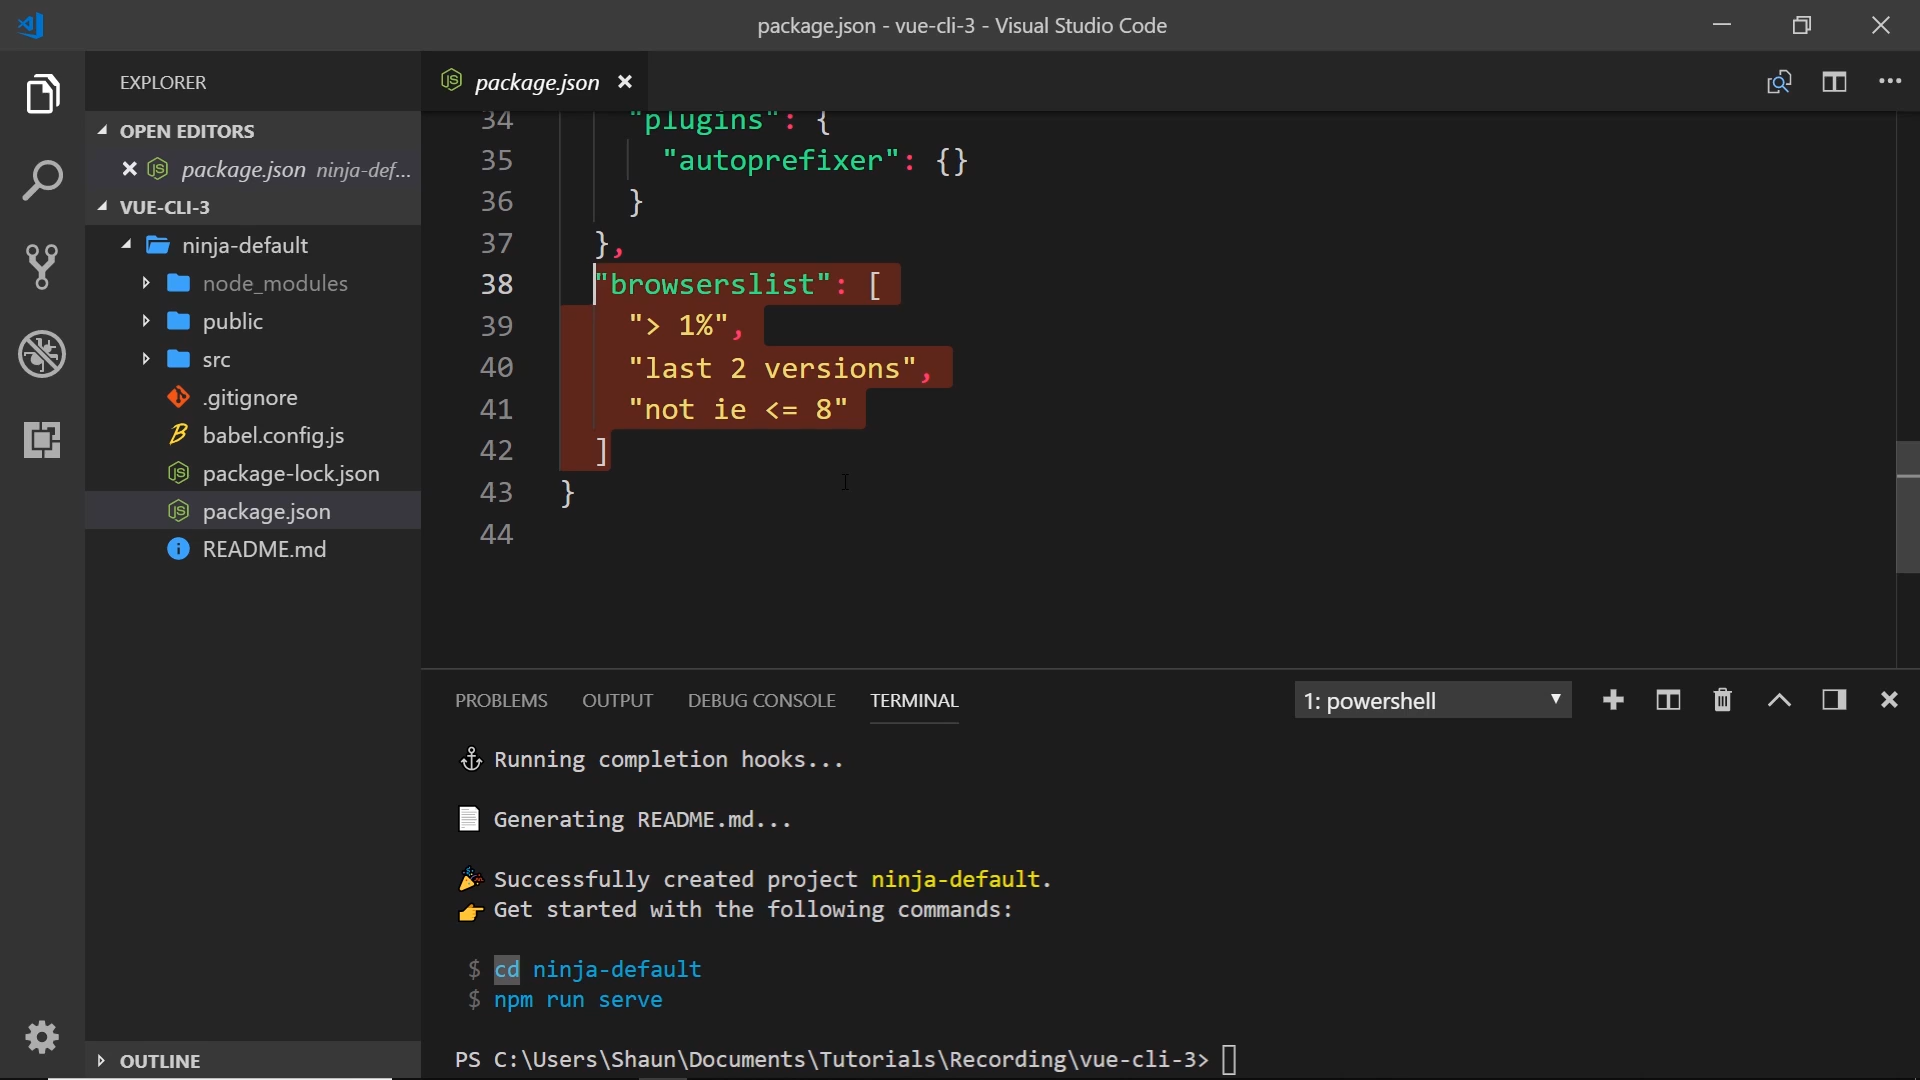 package.json - vue-cli-3 - Visual Studio Code
EXPLORER
OPEN EDITORS
package.json ninja-def...
VUE-CLI-3
ninja-default
node_modules
public
src
.gitignore
babel.config.js
package-lock.json
package.json
README.md
OUTLINE
package.json
34 "plugins": {
35 "autoprefixer": {}
36 }
37 },
38 "browserslist": [
39 "> 1%",
40 "last 2 versions",
41 "not ie <= 8"
42 ]
43 }
44
PROBLEMS OUTPUT DEBUG CONSOLE TERMINAL 1: powershell
Running completion hooks...
Generating README.md...
Successfully created project ninja-default.
Get started with the following commands:
$ cd ninja-default
$ npm run serve
PS C:\Users\Shaun\Documents\Tutorials\Recording\vue-cli-3>